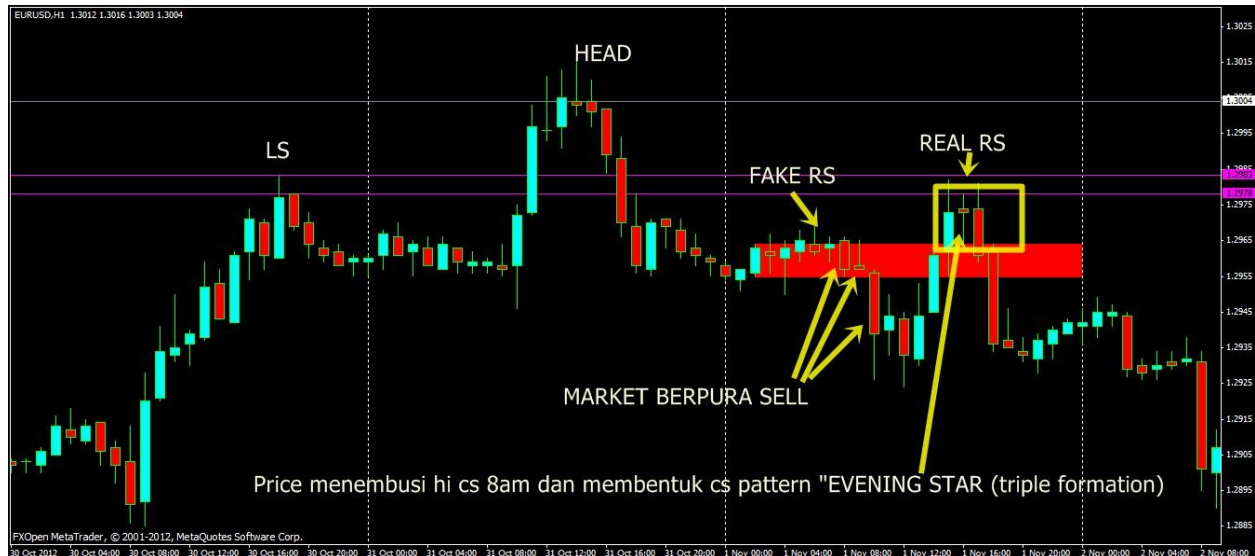 EURUSD,H1 1.3012 1.3016 1.3003 1.3004
HEAD
LS
REAL RS
FAKE RS
MARKET BERPURA SELL
Price menembusi hi cs 8am dan membentuk cs pattern "EVENING STAR (triple formation)
FXOpen MetaTrader, © 2001-2012, MetaQuotes Software Corp.
1.3025
1.3015
1.3004
1.2995
1.2983
1.2978
1.2975
1.2965
1.2955
1.2945
1.2935
1.2925
1.2915
1.2905
1.2895
1.2885
30 Oct 2012 30 Oct 04:00 30 Oct 08:00 30 Oct 12:00 30 Oct 16:00 30 Oct 20:00 31 Oct 00:00 31 Oct 04:00 31 Oct 08:00 31 Oct 12:00 31 Oct 16:00 31 Oct 20:00 1 Nov 00:00 1 Nov 04:00 1 Nov 08:00 1 Nov 12:00 1 Nov 16:00 1 Nov 20:00 2 Nov 00:00 2 Nov 04:00 2 Nov 08:00